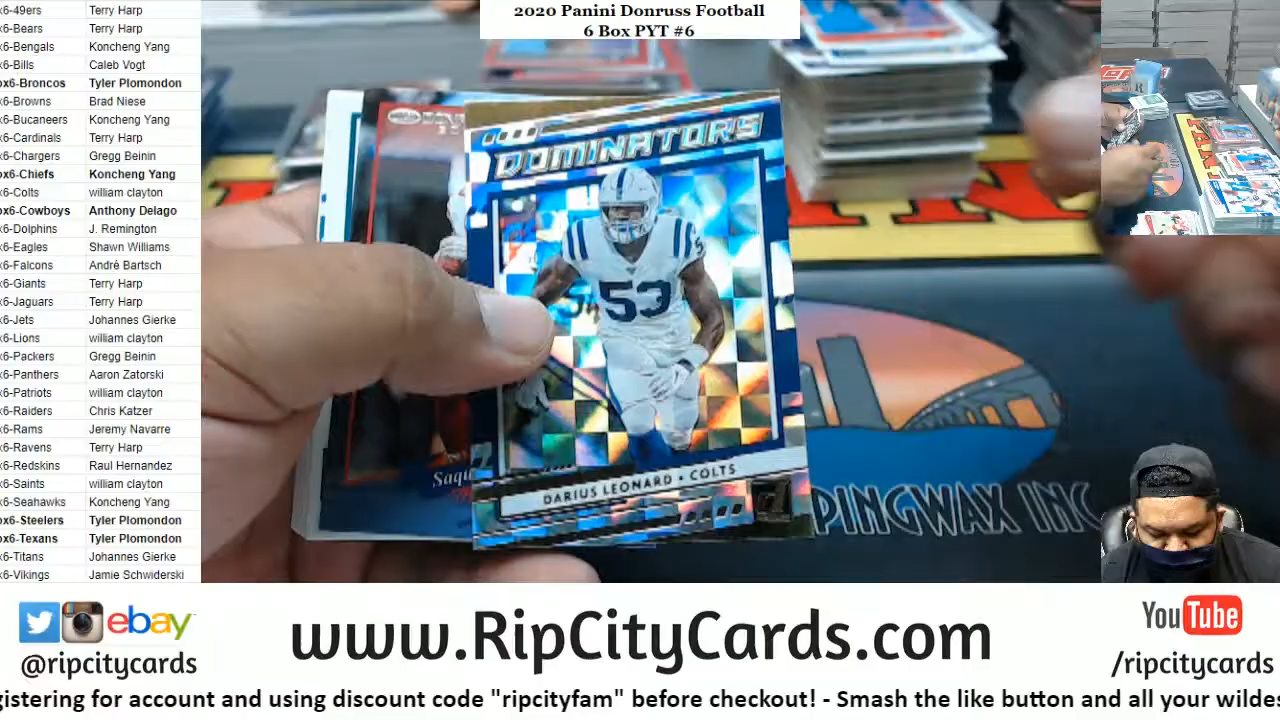 2020 Panini Donruss Football
6 Box PYT #6
x6-49ers Terry Harp
x6-Bears Terry Harp
x6-Bengals Koncheng Yang
x6-Bills Caleb Vogt
ox6-Broncos Tyler Plomondon
x6-Browns Brad Niese
x6-Bucaneers Koncheng Yang
x6-Cardinals Terry Harp
x6-Chargers Gregg Beinin
ox6-Chiefs Koncheng Yang
x6-Colts william clayton
ox6-Cowboys Anthony Delago
x6-Dolphins J. Remington
x6-Eagles Shawn Williams
x6-Falcons André Bartsch
x6-Giants Terry Harp
x6-Jaguars Terry Harp
x6-Jets Johannes Gierke
x6-Lions william clayton
x6-Packers Gregg Beinin
x6-Panthers Aaron Zatorski
x6-Patriots william clayton
x6-Raiders Chris Katzer
x6-Rams Jeremy Navarre
x6-Ravens Terry Harp
x6-Redskins Raul Hernandez
x6-Saints william clayton
x6-Seahawks Koncheng Yang
ox6-Steelers Tyler Plomondon
ox6-Texans Tyler Plomondon
x6-Titans Johannes Gierke
x6-Vikings Jamie Schwiderski
DOMINATORS
53
DARIUS LEONARD • COLTS
Saqu
PINGWAX INC
ebay
@ripcitycards
www.RipCityCards.com
YouTube
/ripcitycards
gistering for account and using discount code "ripcityfam" before checkout! - Smash the like button and all your wildes